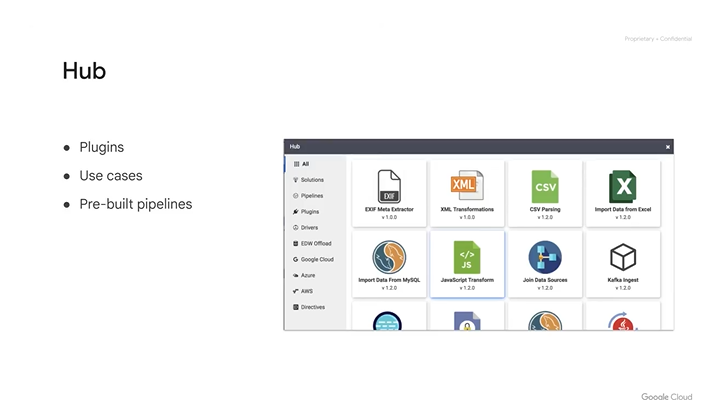 Proprietary + Confidential
Hub
• Plugins
• Use cases
• Pre-built pipelines
Hub
All
Solutions
Pipelines
Plugins
Drivers
EDW Offload
Google Cloud
Azure
AWS
Directives
EXIF
EXIF Meta Extractor
v 1.0.0
XML
XML Transformations
v 1.0.0
CSV
CSV Parsing
v 1.2.0
X
Import Data from Excel
v 1.2.0
Import Data From MySQL
v 1.2.0
</>
JS
JavaScript Transform
v 1.2.0
Join Data Sources
v 1.2.0
Kafka Ingest
v 1.2.0
Google Cloud